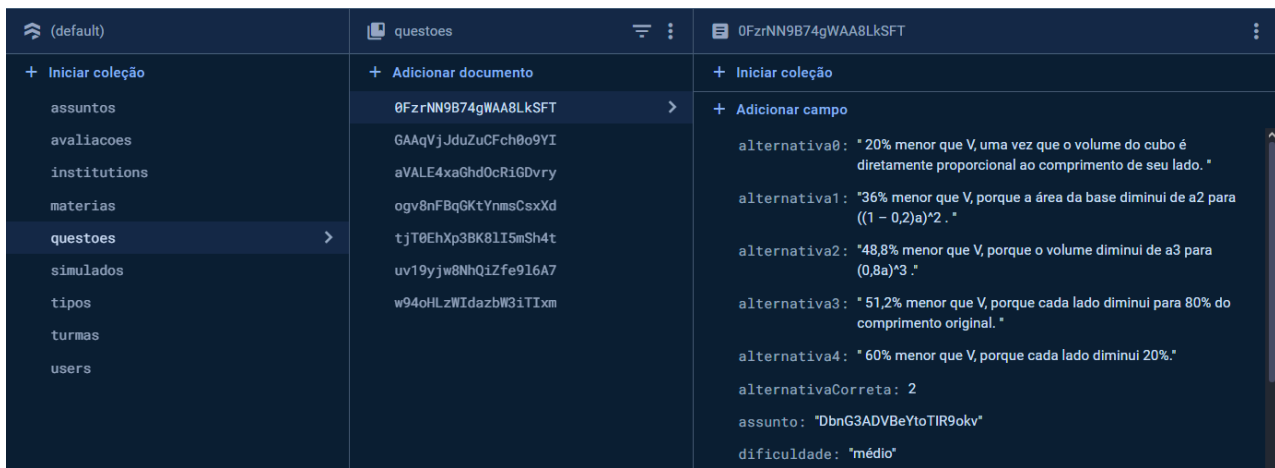 (default)
+ Iniciar coleção
assuntos
avaliacoes
institutions
materias
questoes
simulados
tipos
turmas
users
questoes
+ Adicionar documento
0FzrNN9B74gWAA8LkSFT
GAAqVjJduZuCFch0o9YI
aVALE4xaGhdOcRiGDvry
ogv8nFBqGKtYnmsCsxXd
tjT0EhXp3BK8lI5mSh4t
uv19yjw8NhQiZfe9l6A7
w94oHLzWIdazbW3iTIxm
0FzrNN9B74gWAA8LkSFT
+ Iniciar coleção
+ Adicionar campo
alternativa0: " 20% menor que V, uma vez que o volume do cubo é
diretamente proporcional ao comprimento de seu lado. "
alternativa1: "36% menor que V, porque a área da base diminui de a2 para
((1 – 0,2)a)^2 . "
alternativa2: "48,8% menor que V, porque o volume diminui de a3 para
(0,8a)^3 ."
alternativa3: " 51,2% menor que V, porque cada lado diminui para 80% do
comprimento original. "
alternativa4: " 60% menor que V, porque cada lado diminui 20%."
alternativaCorreta: 2
assunto: "DbnG3ADVBeYtoTIR9okv"
dificuldade: "médio"